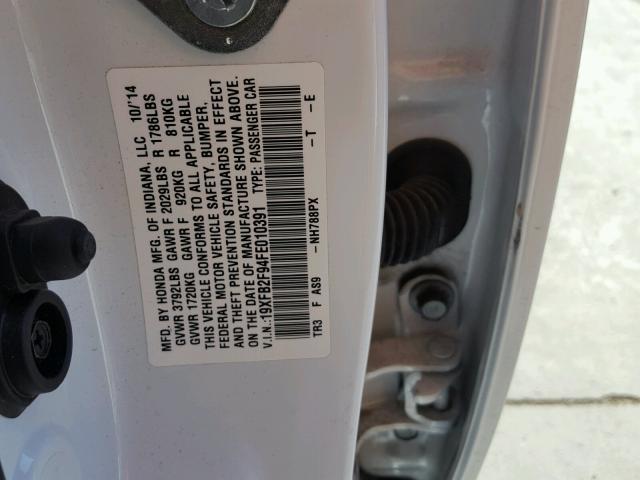 MFD. BY HONDA MFG. OF INDIANA, LLC 10/'14
GVWR 3792LBS GAWR F 2029LBS R 1786LBS
GVWR 1720KG GAWR F 920KG R 810KG
THIS VEHICLE CONFORMS TO ALL APPLICABLE
FEDERAL MOTOR VEHICLE SAFETY, BUMPER,
AND THEFT PREVENTION STANDARDS IN EFFECT
ON THE DATE OF MANUFACTURE SHOWN ABOVE.
V.I.N.:19XFB2F94FE010391 TYPE: PASSENGER CAR
TR3 F AS9 -NH788PX -T -E